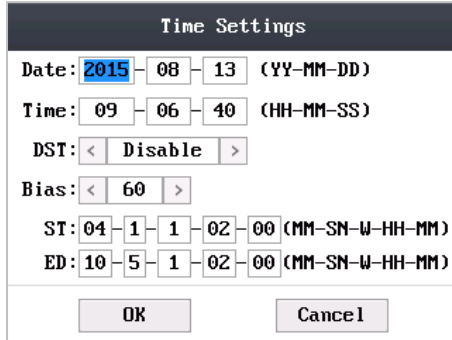 Time Settings
Date: 2015 - 08 - 13 (YY-MM-DD)
Time: 09 - 06 - 40 (HH-MM-SS)
DST: < Disable >
Bias: < 60 >
ST: 04 - 1 - 1 - 02 - 00 (MM-SN-W-HH-MM)
ED: 10 - 5 - 1 - 02 - 00 (MM-SN-W-HH-MM)
OK Cancel